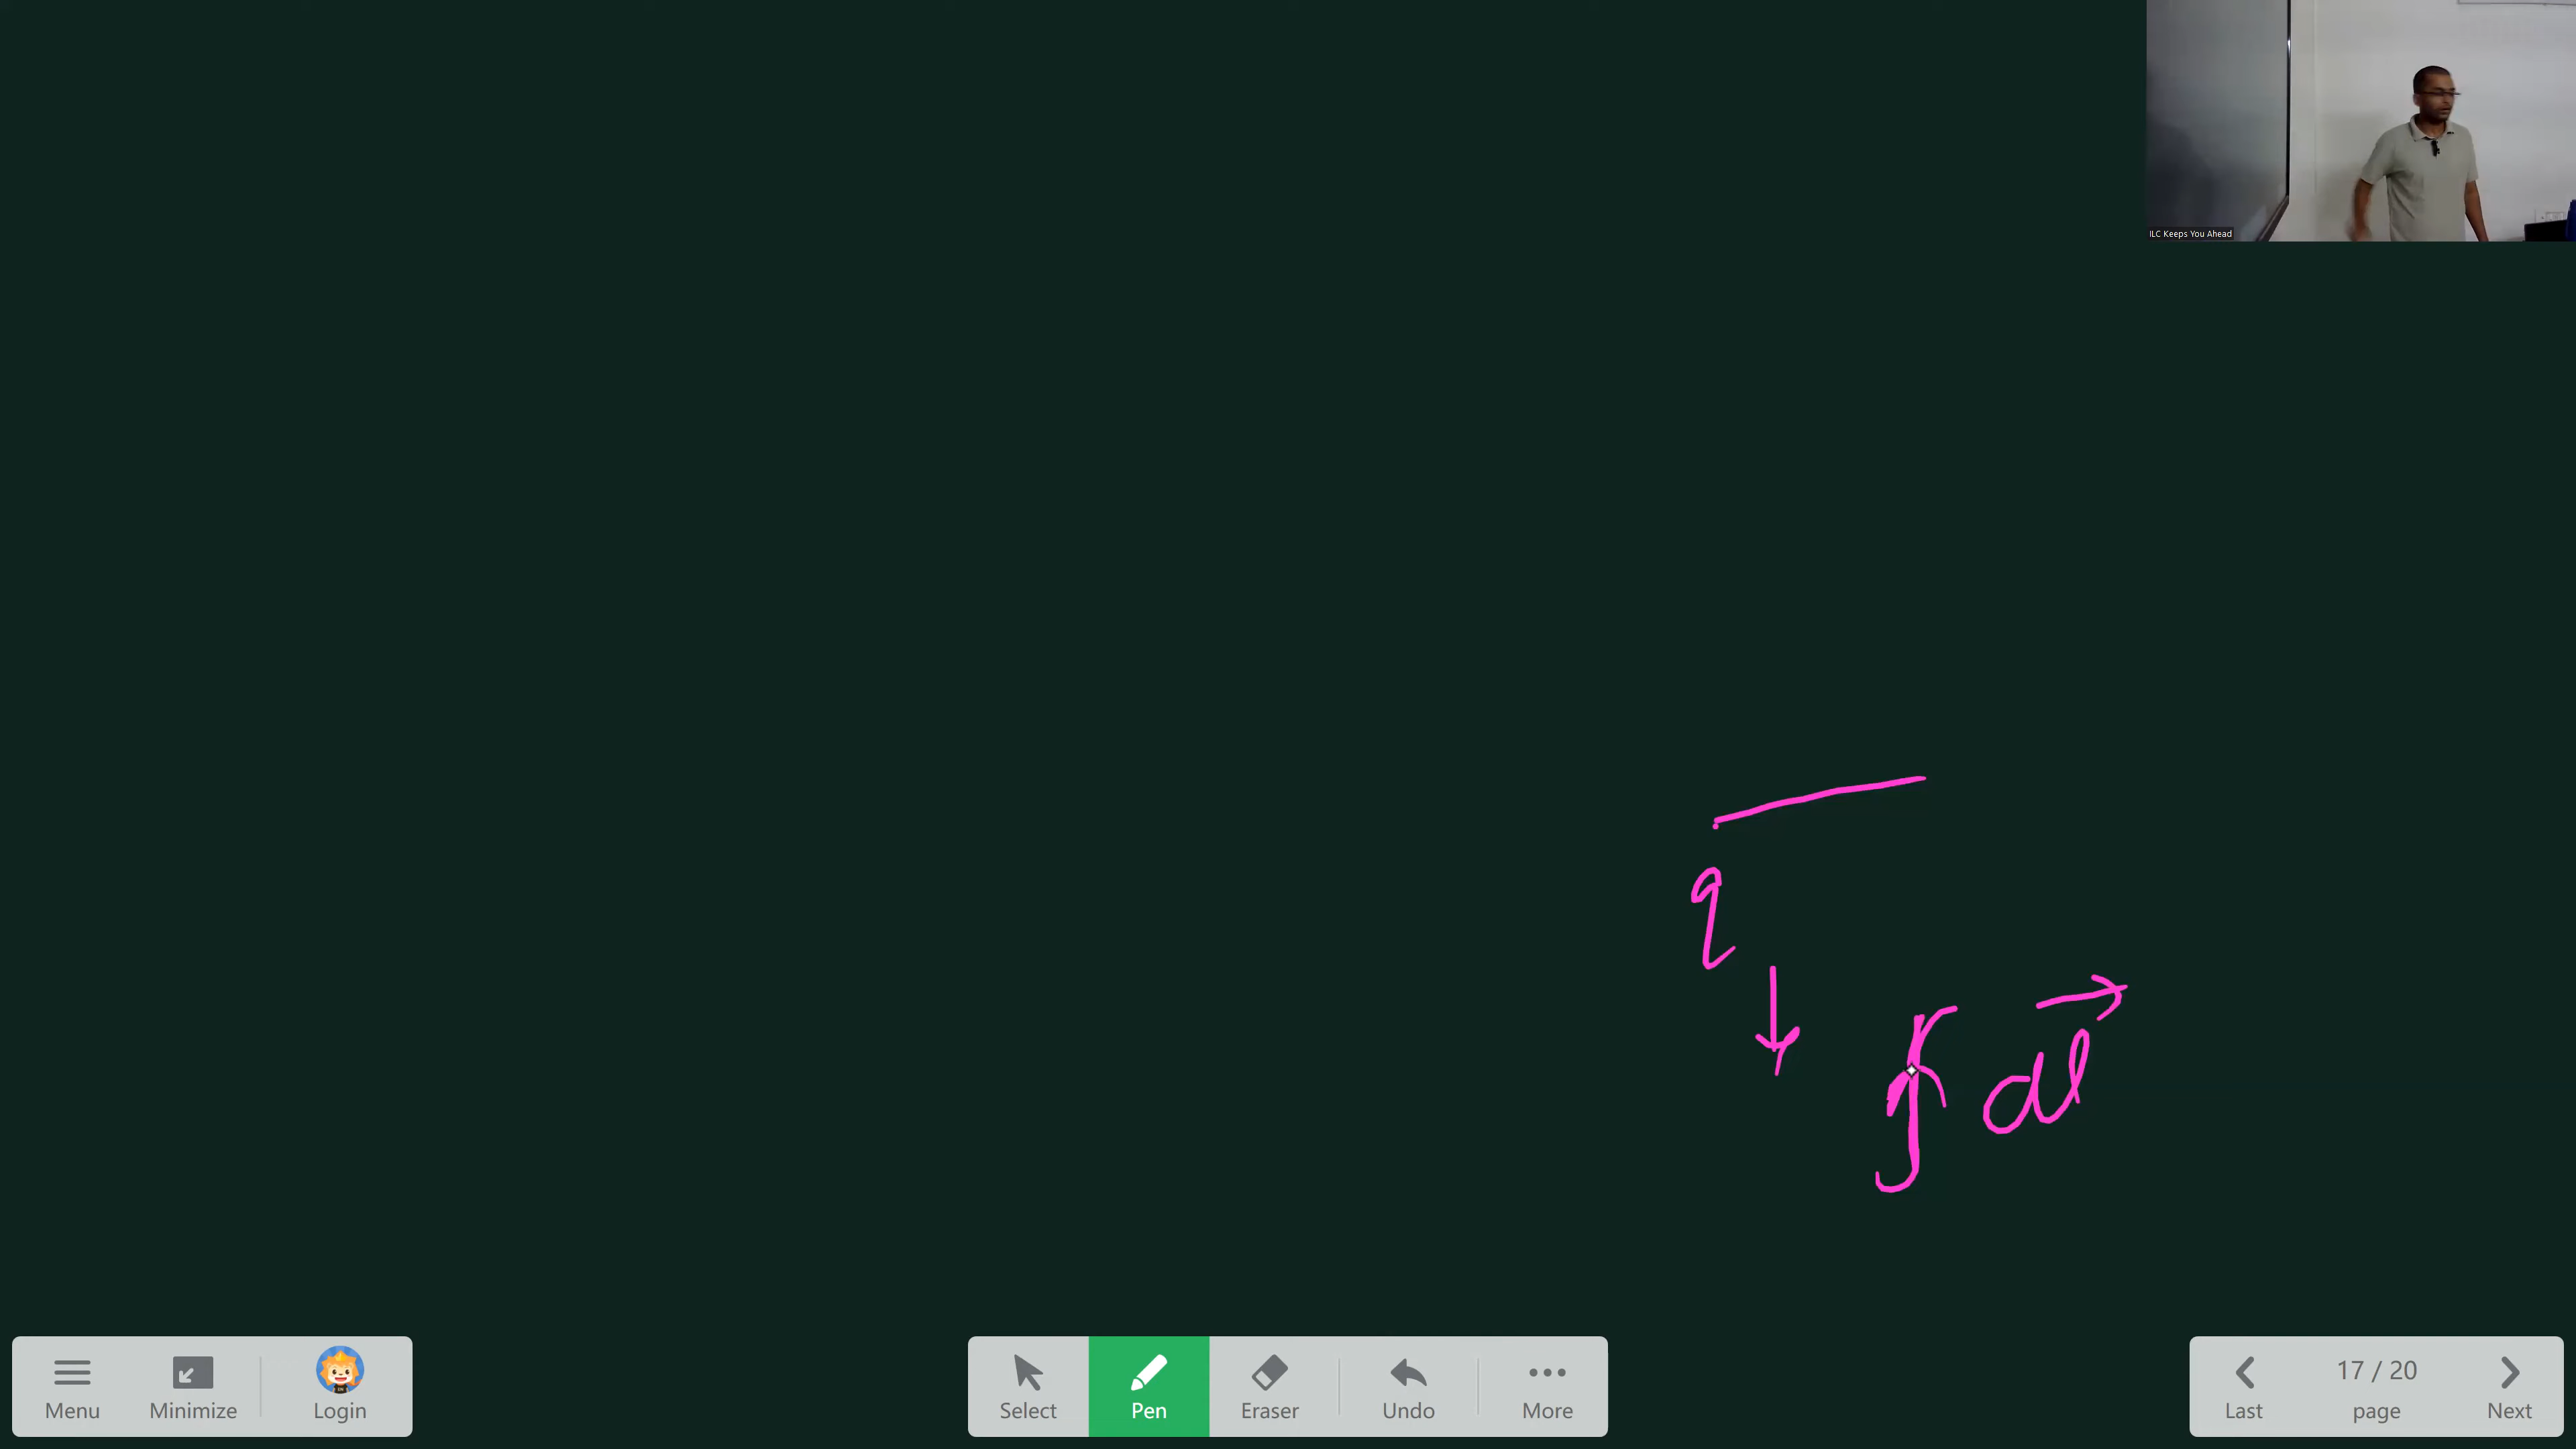 ILC Keeps You Ahead
q
∮ dl⃗
Menu Minimize Login
Select Pen Eraser Undo More
17 / 20
Last page Next